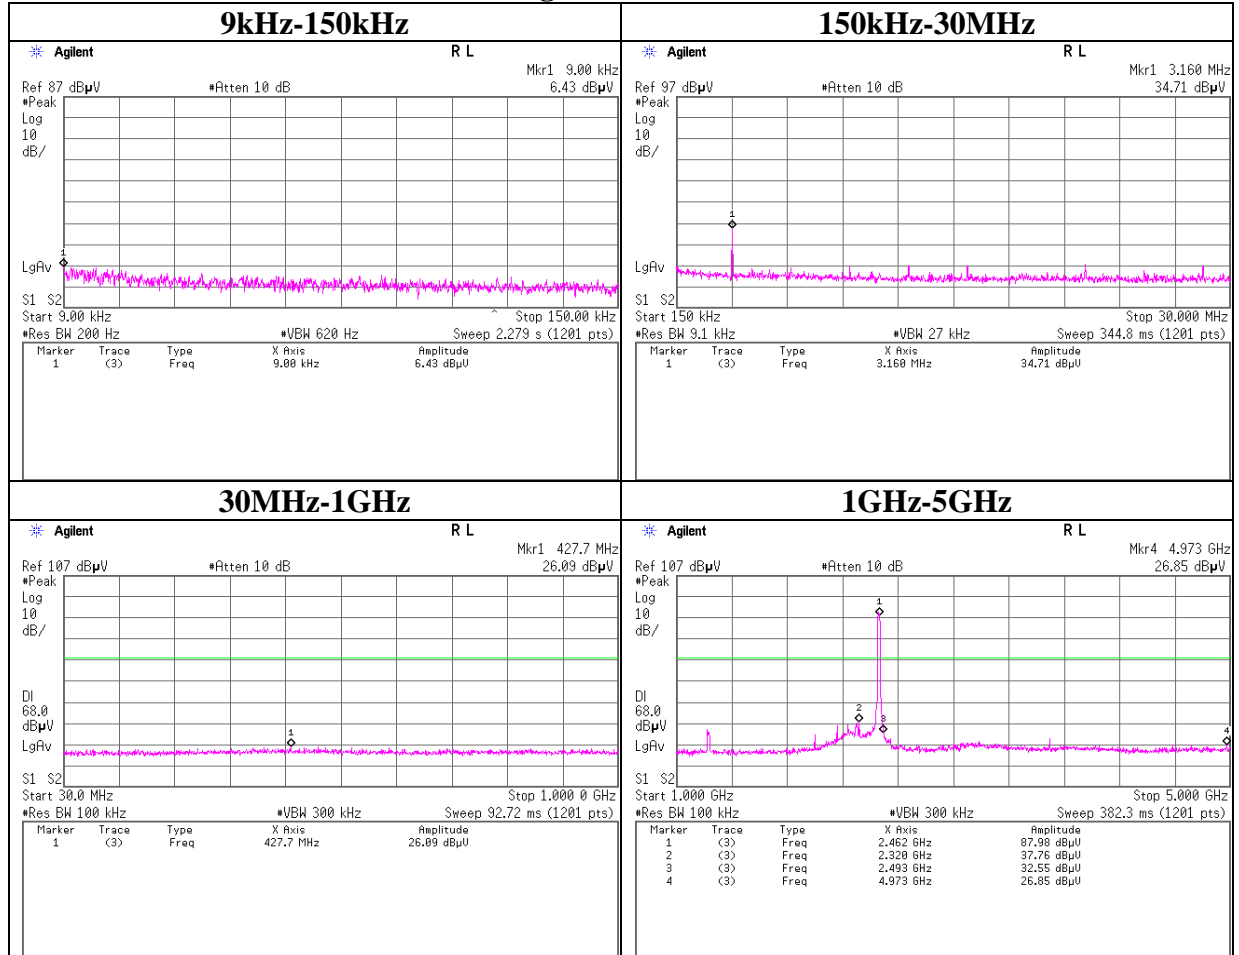 9kHz-150kHz
Agilent R L
Mkr1 9.00 kHz
Ref 87 dBµV #Atten 10 dB 6.43 dBµV
#Peak
Log
10
dB/
1
LgAv
S1 S2
Start 9.00 kHz ^ Stop 150.00 kHz
#Res BW 200 Hz #VBW 620 Hz Sweep 2.279 s (1201 pts)
Marker Trace Type X Axis Amplitude
1 (3) Freq 9.00 kHz 6.43 dBµV
150kHz-30MHz
Agilent R L
Mkr1 3.160 MHz
Ref 97 dBµV #Atten 10 dB 34.71 dBµV
#Peak
Log
10
dB/
1
LgAv
S1 S2
Start 150 kHz Stop 30.000 MHz
#Res BW 9.1 kHz #VBW 27 kHz Sweep 344.8 ms (1201 pts)
Marker Trace Type X Axis Amplitude
1 (3) Freq 3.160 MHz 34.71 dBµV
30MHz-1GHz
Agilent R L
Mkr1 427.7 MHz
Ref 107 dBµV #Atten 10 dB 26.09 dBµV
#Peak
Log
10
dB/
DI
68.0
dBµV
1
LgAv
S1 S2
Start 30.0 MHz Stop 1.000 0 GHz
#Res BW 100 kHz #VBW 300 kHz Sweep 92.72 ms (1201 pts)
Marker Trace Type X Axis Amplitude
1 (3) Freq 427.7 MHz 26.09 dBµV
1GHz-5GHz
Agilent R L
Mkr4 4.973 GHz
Ref 107 dBµV #Atten 10 dB 26.85 dBµV
#Peak
Log
1
10
dB/
DI
68.0
2
dBµV
3
4
LgAv
S1 S2
Start 1.000 GHz Stop 5.000 GHz
#Res BW 100 kHz #VBW 300 kHz Sweep 382.3 ms (1201 pts)
Marker Trace Type X Axis Amplitude
1 (3) Freq 2.462 GHz 87.98 dBµV
2 (3) Freq 2.320 GHz 37.76 dBµV
3 (3) Freq 2.493 GHz 32.55 dBµV
4 (3) Freq 4.973 GHz 26.85 dBµV